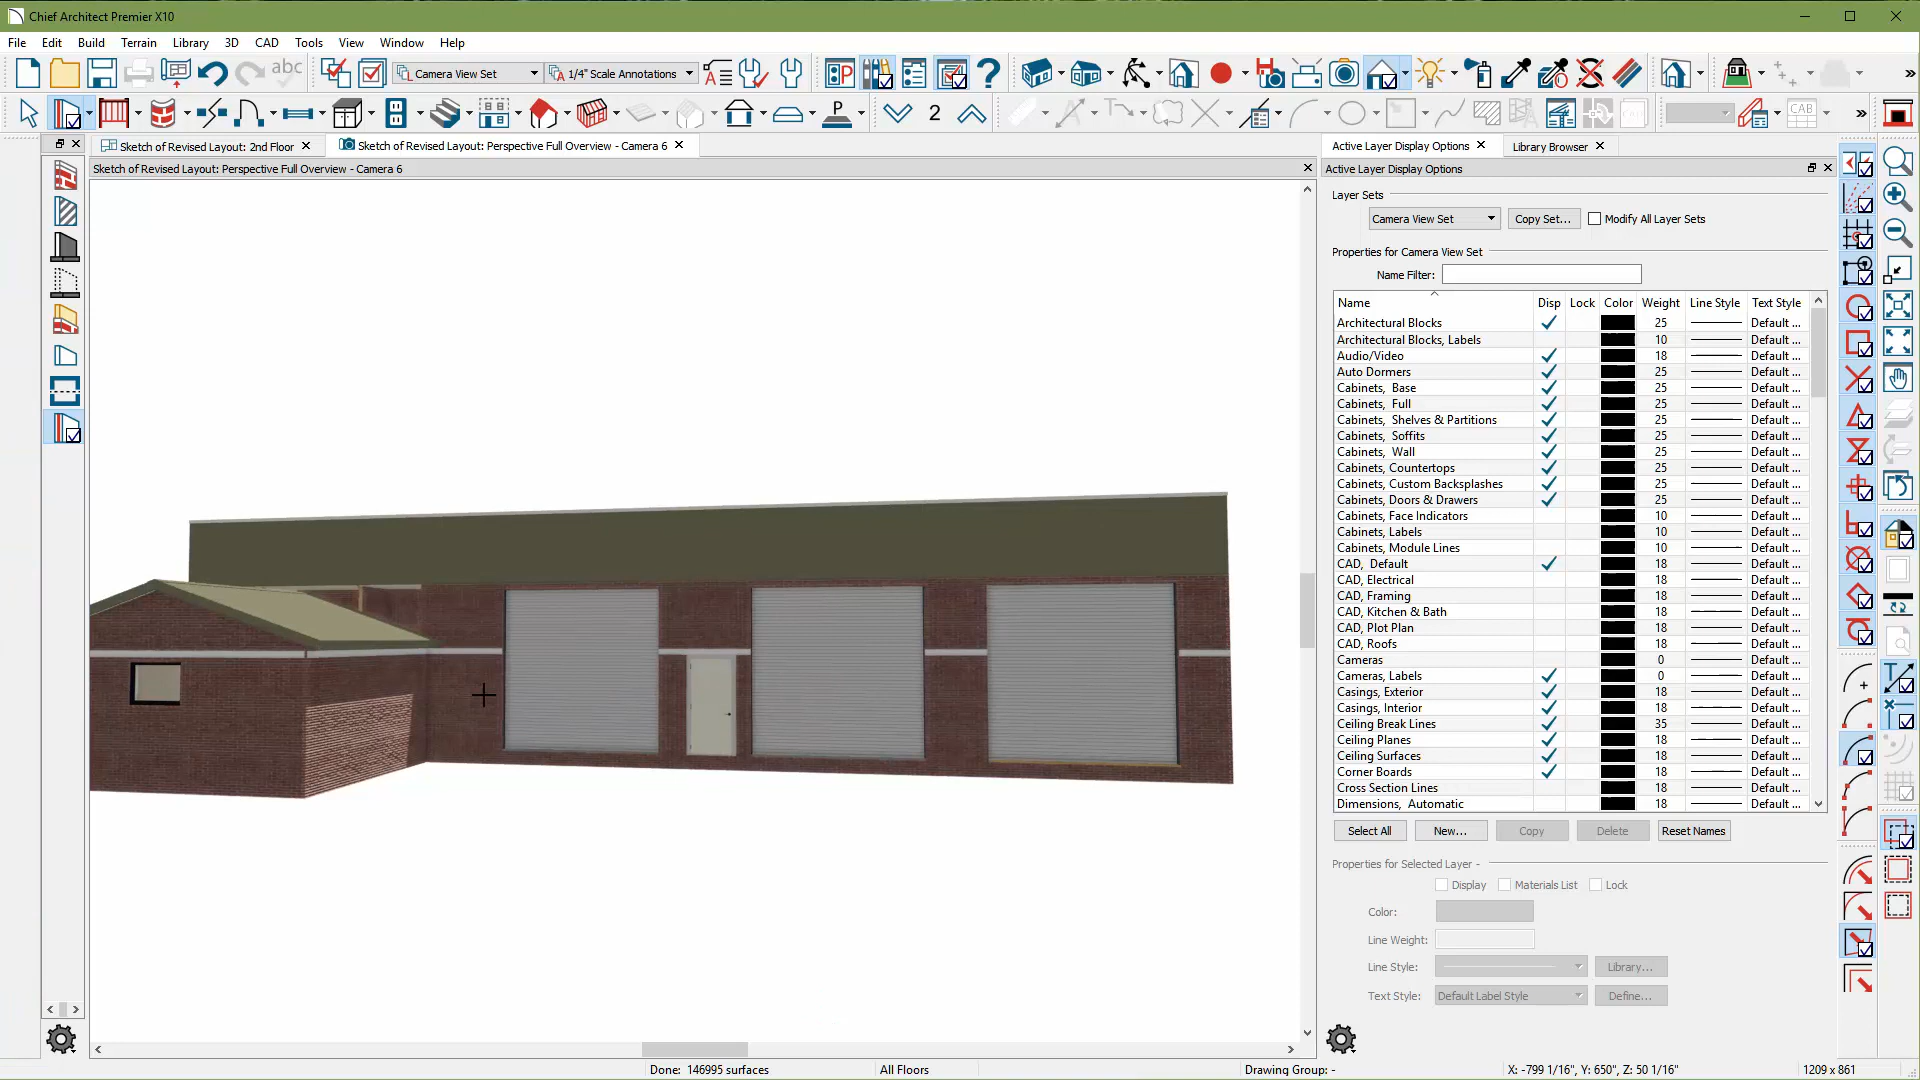 Chief Architect Premier X10
File Edit Build Terrain Library 3D CAD Tools View Window Help
abc Camera View Set 1/4" Scale Annotations P ? »
P 2 CAB »
Sketch of Revised Layout: 2nd Floor Sketch of Revised Layout: Perspective Full Overview - Camera 6 Active Layer Display Options Library Browser
Sketch of Revised Layout: Perspective Full Overview - Camera 6 Active Layer Display Options
Layer Sets
Camera View Set Copy Set... Modify All Layer Sets
Properties for Camera View Set
Name Filter:
Name Disp Lock Color Weight Line Style Text Style
Architectural Blocks 25 Default ...
Architectural Blocks, Labels 10 Default ...
Audio/Video 18 Default ...
Auto Dormers 25 Default ...
Cabinets, Base 25 Default ...
Cabinets, Full 25 Default ...
Cabinets, Shelves & Partitions 25 Default ...
Cabinets, Soffits 25 Default ...
Cabinets, Wall 25 Default ...
Cabinets, Countertops 25 Default ...
Cabinets, Custom Backsplashes 25 Default ...
Cabinets, Doors & Drawers 25 Default ...
Cabinets, Face Indicators 10 Default ...
Cabinets, Labels 10 Default ...
Cabinets, Module Lines 10 Default ...
CAD, Default 18 Default ...
CAD, Electrical 18 Default ...
CAD, Framing 18 Default ...
CAD, Kitchen & Bath 18 Default ...
CAD, Plot Plan 18 Default ...
CAD, Roofs 18 Default ...
Cameras 0 Default ...
Cameras, Labels 0 Default ...
Casings, Exterior 18 Default ...
Casings, Interior 18 Default ...
Ceiling Break Lines 35 Default ...
Ceiling Planes 18 Default ...
Ceiling Surfaces 18 Default ...
Corner Boards 18 Default ...
Cross Section Lines 18 Default ...
Dimensions, Automatic 18 Default ...
Select All New... Copy Delete Reset Names
Properties for Selected Layer -
Display Materials List Lock
Color:
Line Weight:
Line Style: Library...
Text Style: Default Label Style Define...
Done: 146995 surfaces All Floors Drawing Group: - X: -799 1/16", Y: 650", Z: 50 1/16" 1209 x 861